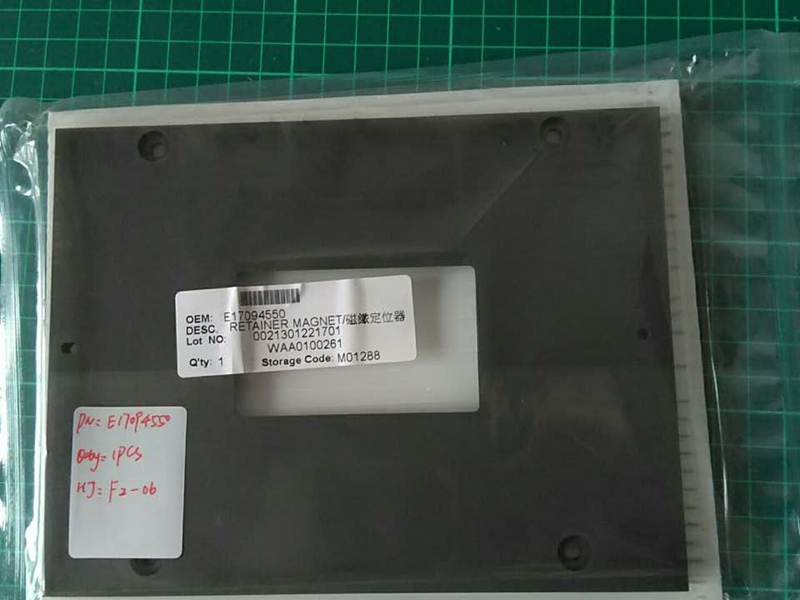 OEM: E17094550
DESC. RETAINER MAGNET/磁鐵定位器
Lot NO: 0021301221701
WAA0100261
Q'ty: 1 Storage Code: M01288
PN: E17094550
Qty= 1PCS
HJ: F2-06